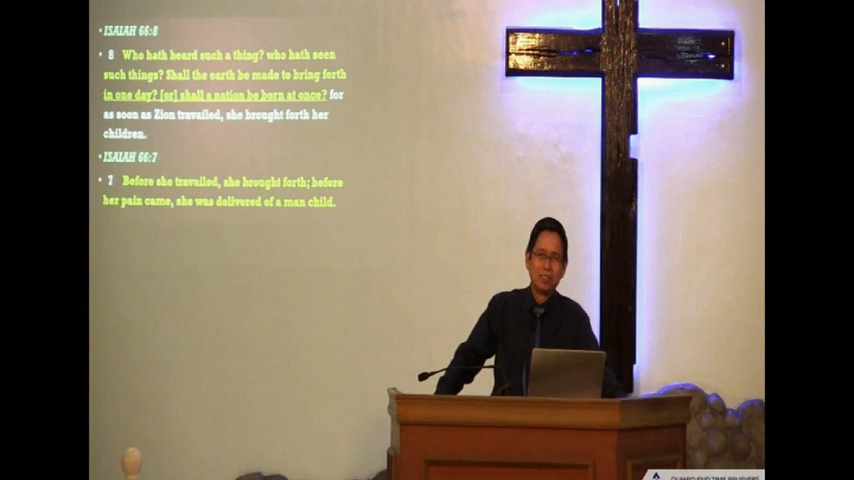 • ISAIAH 66:8
• 8 Who hath heard such a thing? who hath seen
such things? Shall the earth be made to bring forth
in one day? [or] shall a nation be born at once? for
as soon as Zion travailed, she brought forth her
children.
• ISAIAH 66:7
• 7 Before she travailed, she brought forth; before
her pain came, she was delivered of a man child.
END TIME BELIEVERS